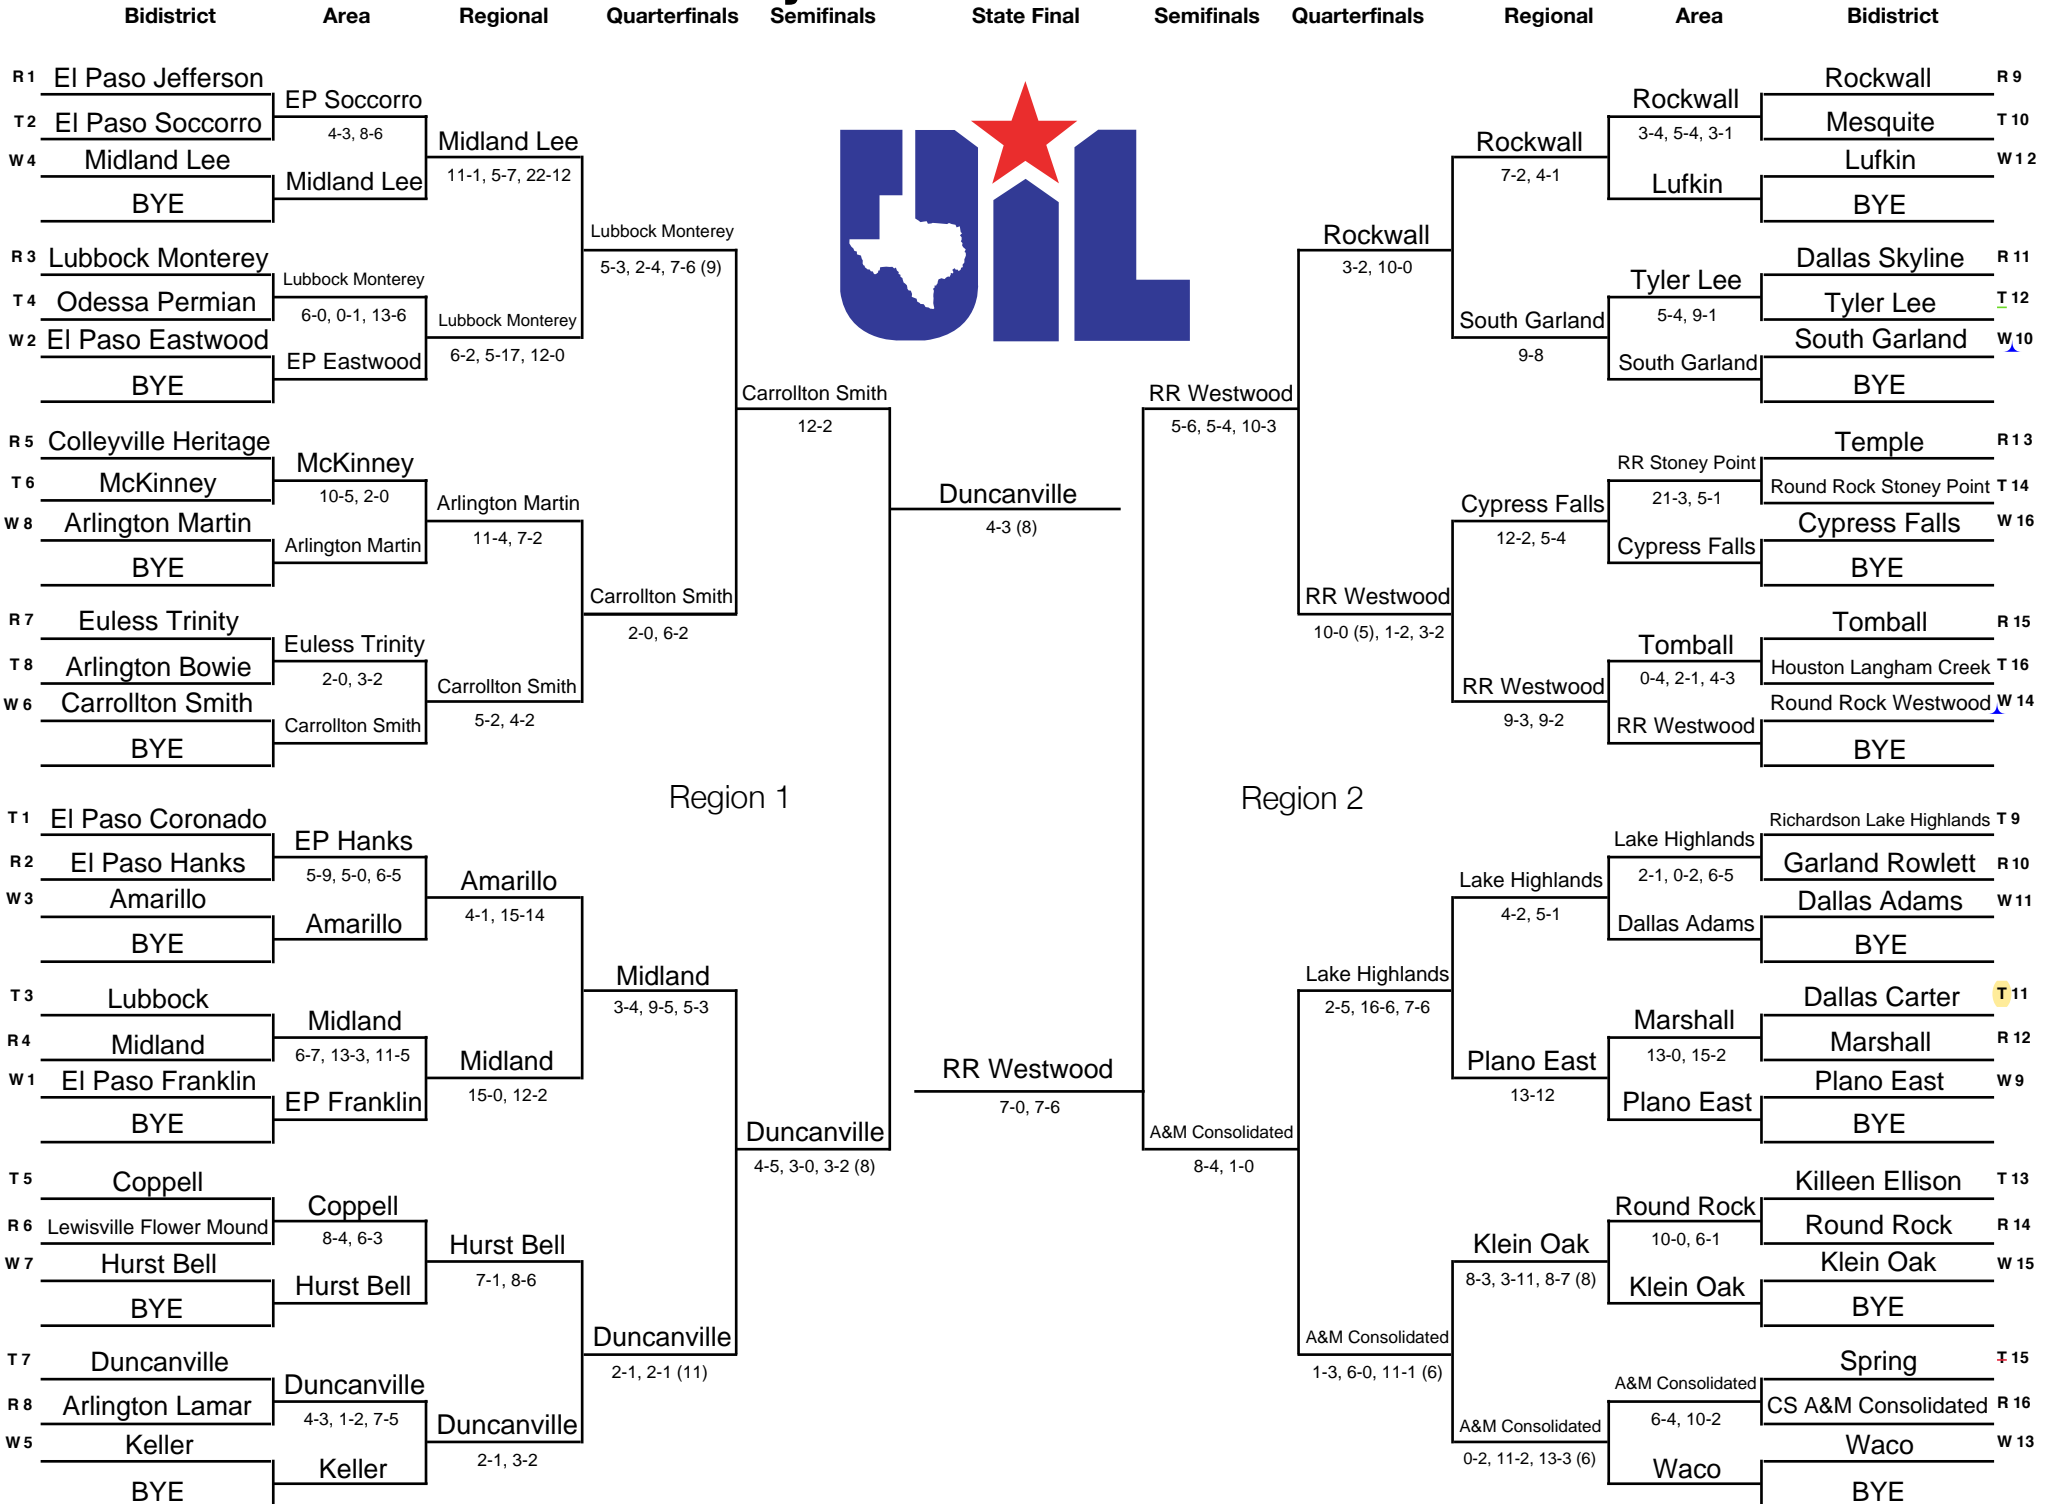 Bidistrict Area Regional Quarterfinals Semifinals State Final Semifinals Quarterfinals Regional Area Bidistrict
R 1 El Paso Jefferson
EP Soccorro
4-3, 8-6
T 2 El Paso Soccorro
Midland Lee
11-1, 5-7, 22-12
W 4 Midland Lee
Midland Lee
BYE
Lubbock Monterey
5-3, 2-4, 7-6 (9)
R 3 Lubbock Monterey
Lubbock Monterey
6-0, 0-1, 13-6
T 4 Odessa Permian
Lubbock Monterey
6-2, 5-17, 12-0
W 2 El Paso Eastwood
EP Eastwood
BYE
Carrollton Smith
12-2
R 5 Colleyville Heritage
McKinney
10-5, 2-0
T 6 McKinney
Arlington Martin
11-4, 7-2
W 8 Arlington Martin
Arlington Martin
BYE
Carrollton Smith
2-0, 6-2
R 7 Euless Trinity
Euless Trinity
2-0, 3-2
T 8 Arlington Bowie
Carrollton Smith
5-2, 4-2
W 6 Carrollton Smith
Carrollton Smith
BYE
Region 1
T 1 El Paso Coronado
EP Hanks
5-9, 5-0, 6-5
R 2 El Paso Hanks
Amarillo
4-1, 15-14
W 3 Amarillo
Amarillo
BYE
Midland
3-4, 9-5, 5-3
T 3 Lubbock
Midland
6-7, 13-3, 11-5
R 4 Midland
Midland
15-0, 12-2
W 1 El Paso Franklin
EP Franklin
BYE
Duncanville
4-5, 3-0, 3-2 (8)
T 5 Coppell
Coppell
8-4, 6-3
R 6 Lewisville Flower Mound
Hurst Bell
7-1, 8-6
W 7 Hurst Bell
Hurst Bell
BYE
Duncanville
2-1, 2-1 (11)
T 7 Duncanville
Duncanville
4-3, 1-2, 7-5
R 8 Arlington Lamar
Duncanville
2-1, 3-2
W 5 Keller
Keller
BYE
UIL
Duncanville
4-3 (8)
RR Westwood
7-0, 7-6
Rockwall R 9
Rockwall
3-4, 5-4, 3-1
Mesquite T 10
Rockwall
7-2, 4-1
Lufkin W 1 2
Lufkin
BYE
Rockwall
3-2, 10-0
Dallas Skyline R 11
Tyler Lee
5-4, 9-1
Tyler Lee T 12
South Garland
9-8
South Garland W 10
South Garland
BYE
RR Westwood
5-6, 5-4, 10-3
Temple R 1 3
RR Stoney Point
21-3, 5-1
Round Rock Stoney Point T 14
Cypress Falls
12-2, 5-4
Cypress Falls W 16
Cypress Falls
BYE
RR Westwood
10-0 (5), 1-2, 3-2
Tomball R 15
Tomball
0-4, 2-1, 4-3
Houston Langham Creek T 16
RR Westwood
9-3, 9-2
Round Rock Westwood W 14
RR Westwood
BYE
Region 2
Richardson Lake Highlands T 9
Lake Highlands
2-1, 0-2, 6-5
Garland Rowlett R 10
Lake Highlands
4-2, 5-1
Dallas Adams W 11
Dallas Adams
BYE
Lake Highlands
2-5, 16-6, 7-6
Dallas Carter T 11
Marshall
13-0, 15-2
Marshall R 12
Plano East
13-12
Plano East W 9
Plano East
BYE
A&M Consolidated
8-4, 1-0
Killeen Ellison T 13
Round Rock
10-0, 6-1
Round Rock R 14
Klein Oak
8-3, 3-11, 8-7 (8)
Klein Oak W 15
Klein Oak
BYE
A&M Consolidated
1-3, 6-0, 11-1 (6)
Spring T 15
A&M Consolidated
6-4, 10-2
CS A&M Consolidated R 16
A&M Consolidated
0-2, 11-2, 13-3 (6)
Waco W 13
Waco
BYE